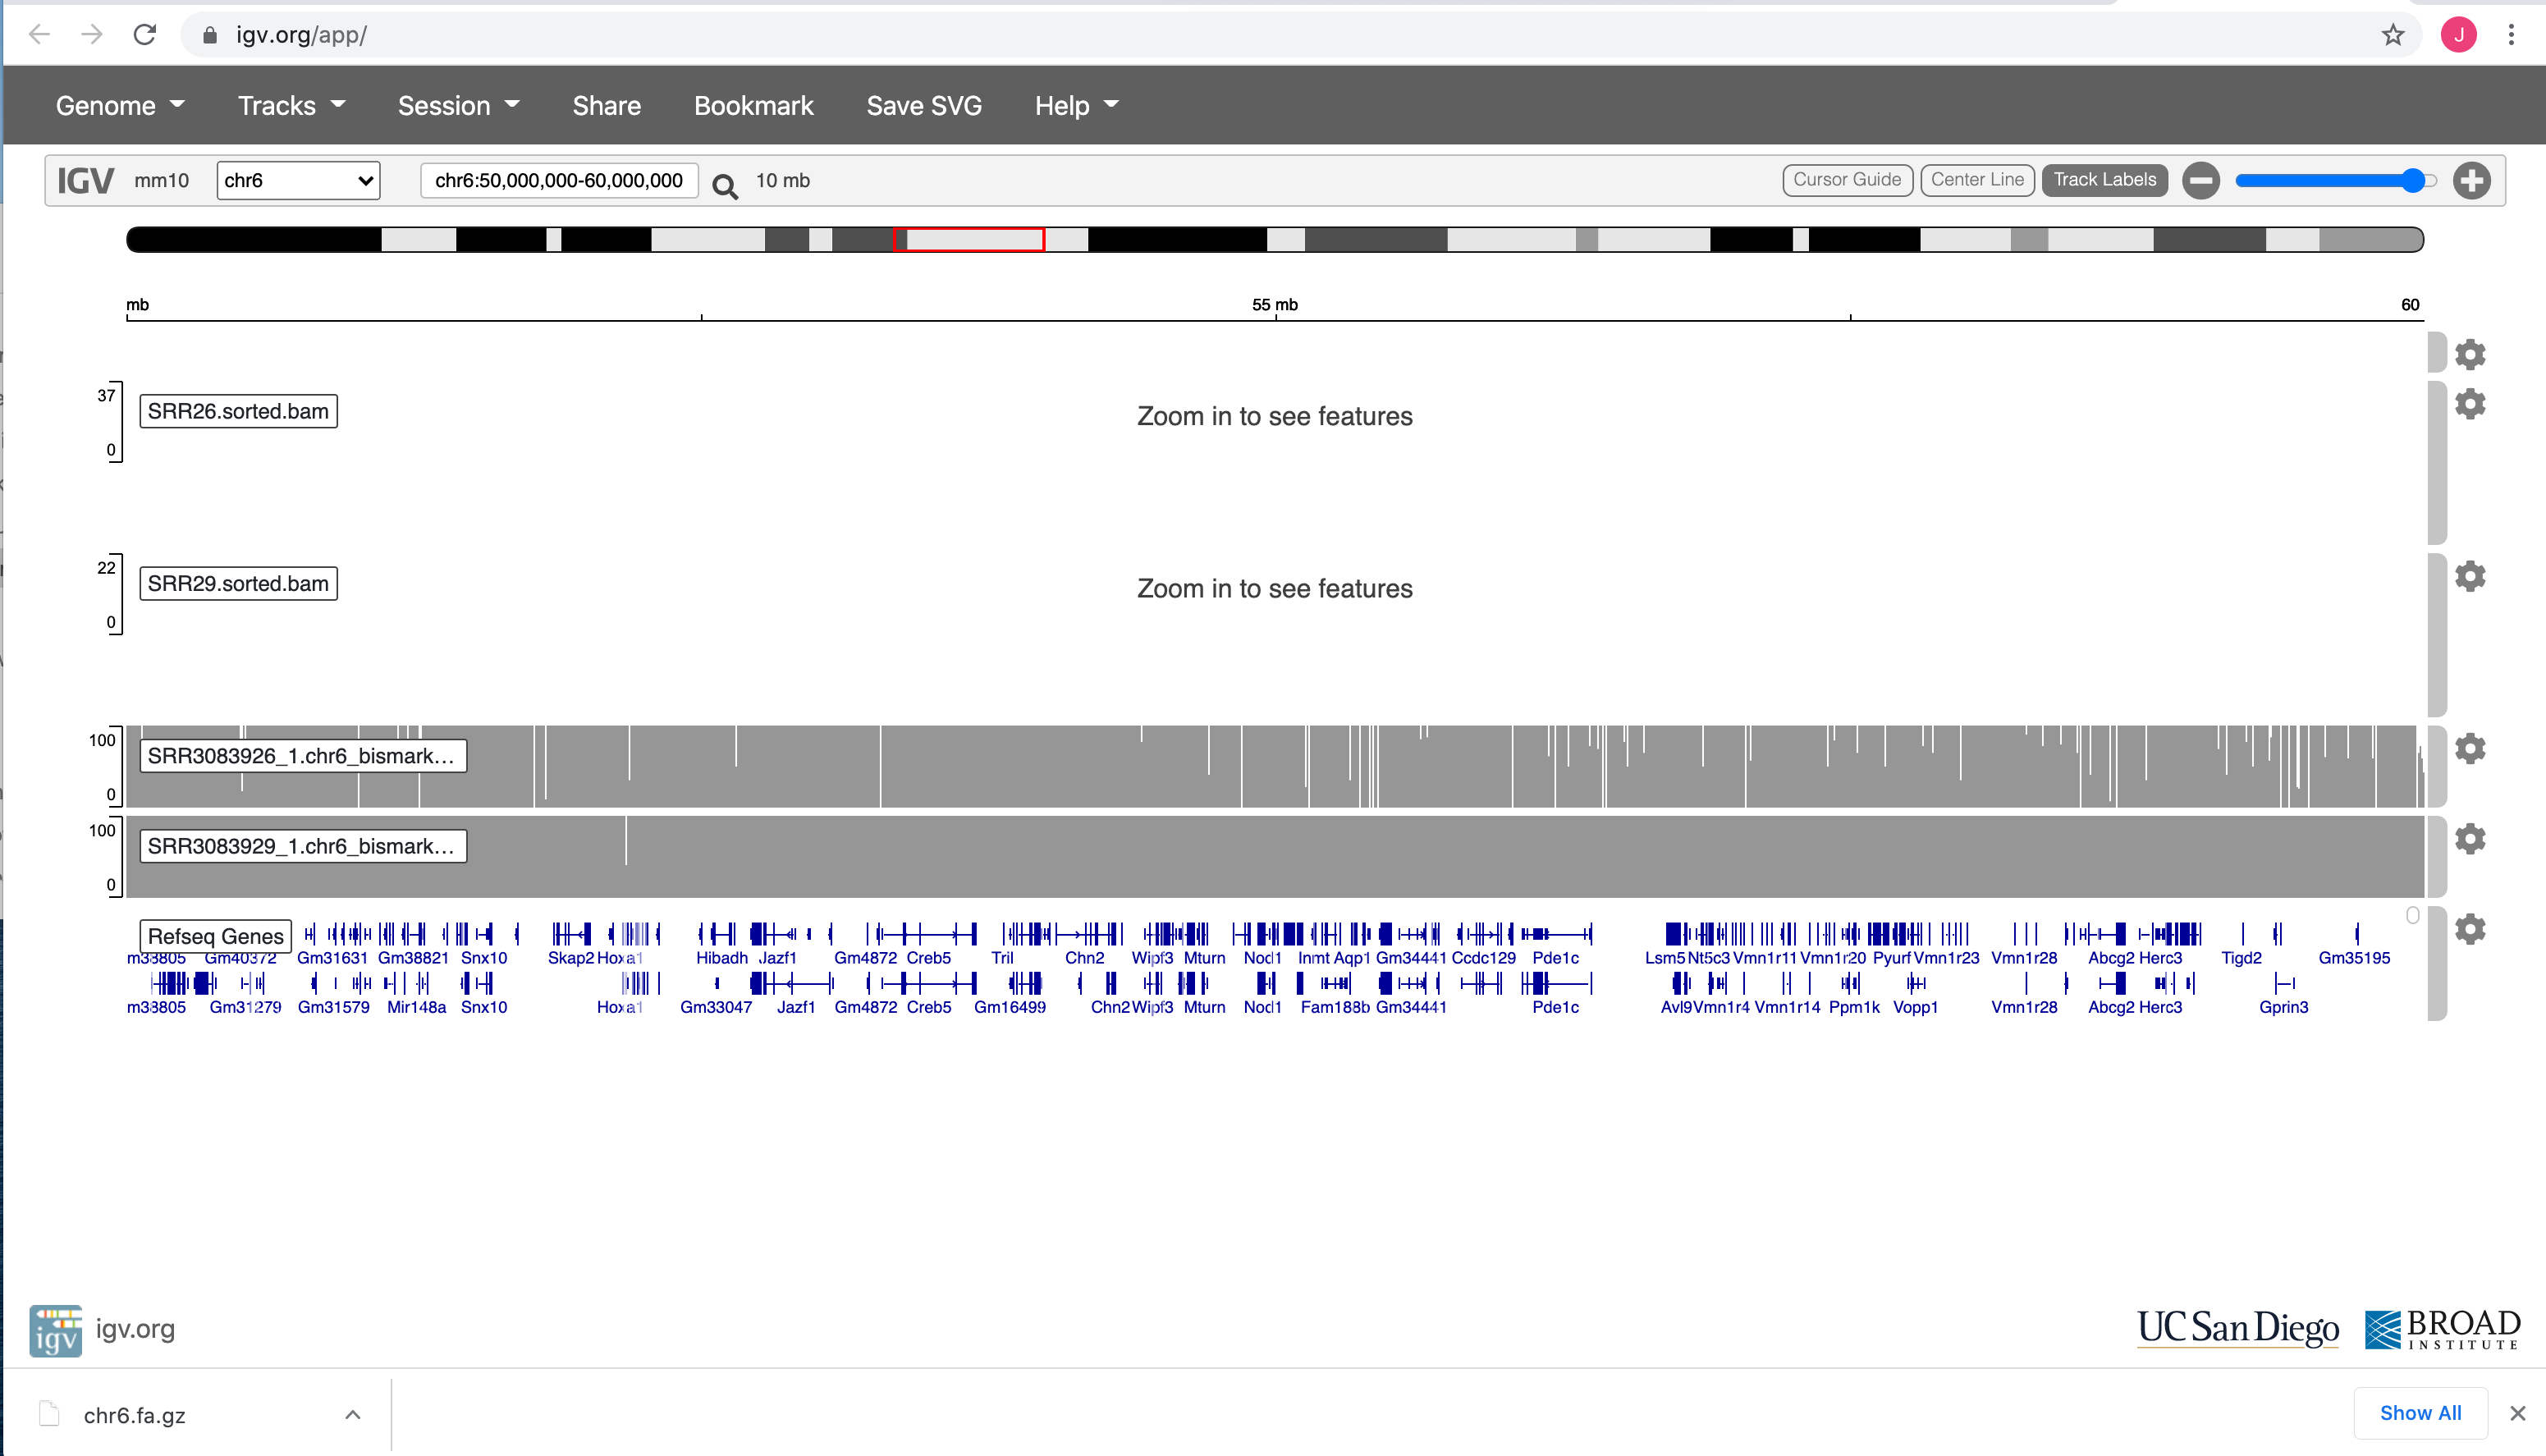 igv.org/app/
J
Genome Tracks Session Share Bookmark Save SVG Help
IGV mm10 chr6 chr6:50,000,000-60,000,000 10 mb Cursor Guide Center Line Track Labels
mb 55 mb 60
37
SRR26.sorted.bam Zoom in to see features
0
22
SRR29.sorted.bam Zoom in to see features
0
100
SRR3083926_1.chr6_bismark...
0
100
SRR3083929_1.chr6_bismark...
0
Refseq Genes
m38805 Gm40372 Gm31631 Gm38821 Snx10 Skap2 Hoxa1 Hibadh Jazf1 Gm4872 Creb5 Tril Chn2 Wipf3 Mturn Nod1 Inmt Aqp1 Gm34441 Ccdc129 Pde1c Lsm5 Nt5c3 Vmn1r11 Vmn1r20 Pyurf Vmn1r23 Vmn1r28 Abcg2 Herc3 Tigd2 Gm35195
m38805 Gm31279 Gm31579 Mir148a Snx10 Hoxa1 Gm33047 Jazf1 Gm4872 Creb5 Gm16499 Chn2 Wipf3 Mturn Nod1 Fam188b Gm34441 Pde1c Avl9 Vmn1r4 Vmn1r14 Ppm1k Vopp1 Vmn1r28 Abcg2 Herc3 Gprin3
igv igv.org UC San Diego BROAD
INSTITUTE
chr6.fa.gz Show All